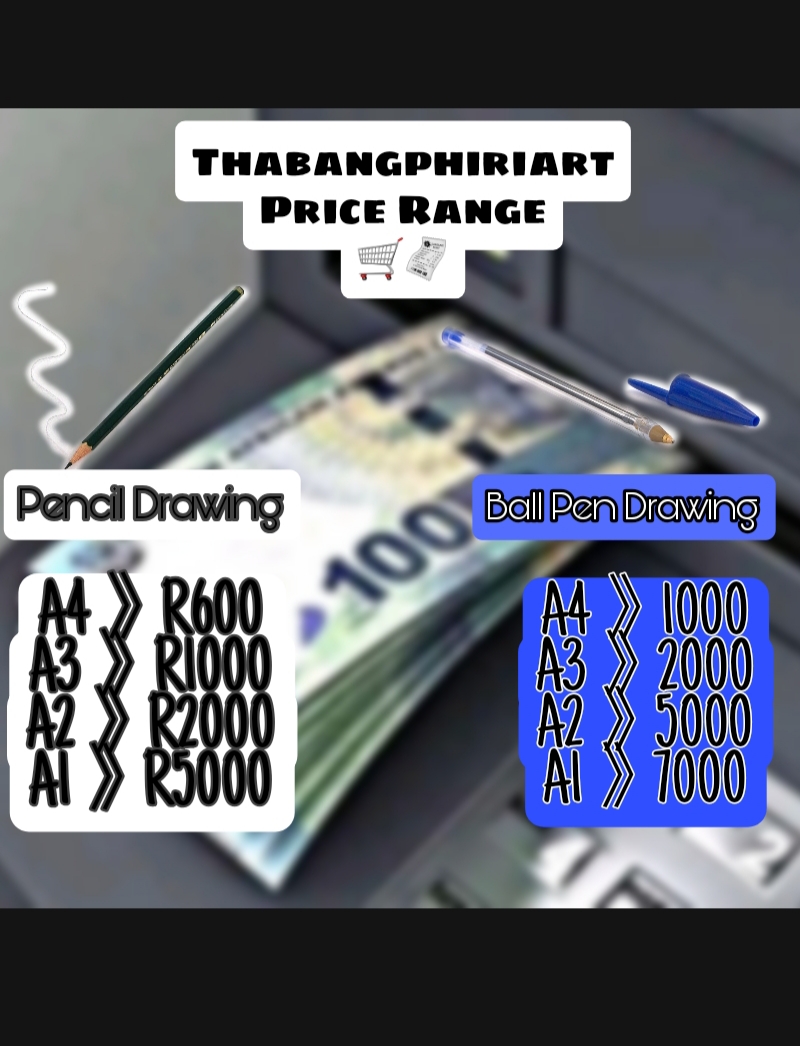 THABANGPHIRIART
PRICE RANGE
Pencil Drawing
A4 》 R600
A3 》 R1000
A2 》 R2000
A1 》 R5000
Ball Pen Drawing
A4 》 1000
A3 》 2000
A2 》 5000
A1 》 7000
100